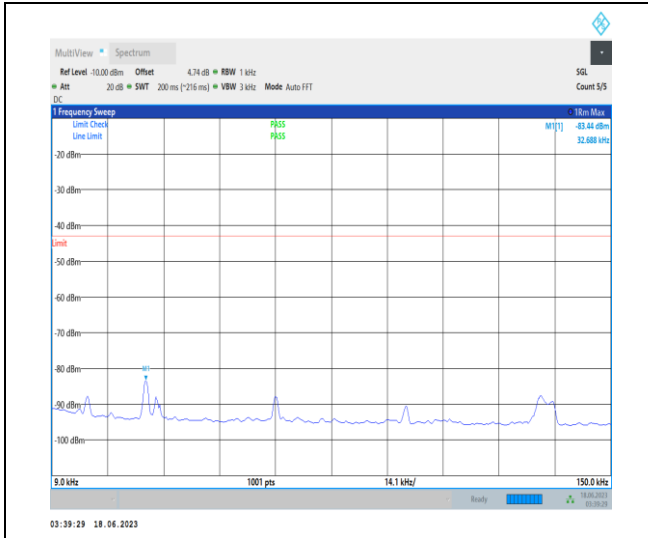 MultiView Spectrum
Ref Level -10.00 dBm Offset 4.74 dB RBW 1 kHz SGL
Att 20 dB SWT 200 ms (~216 ms) VBW 3 kHz Mode Auto FFT Count 5/5
DC
1 Frequency Sweep 1Rm Max
Limit Check PASS M1[1] -83.44 dBm
Line Limit PASS 32.688 kHz
-20 dBm
-30 dBm
-40 dBm
Limit
-50 dBm
-60 dBm
-70 dBm
-80 dBm
M1
-90 dBm
-100 dBm
9.0 kHz 1001 pts 14.1 kHz/ 150.0 kHz
Ready 18.06.2023
03:39:29
03:39:29 18.06.2023